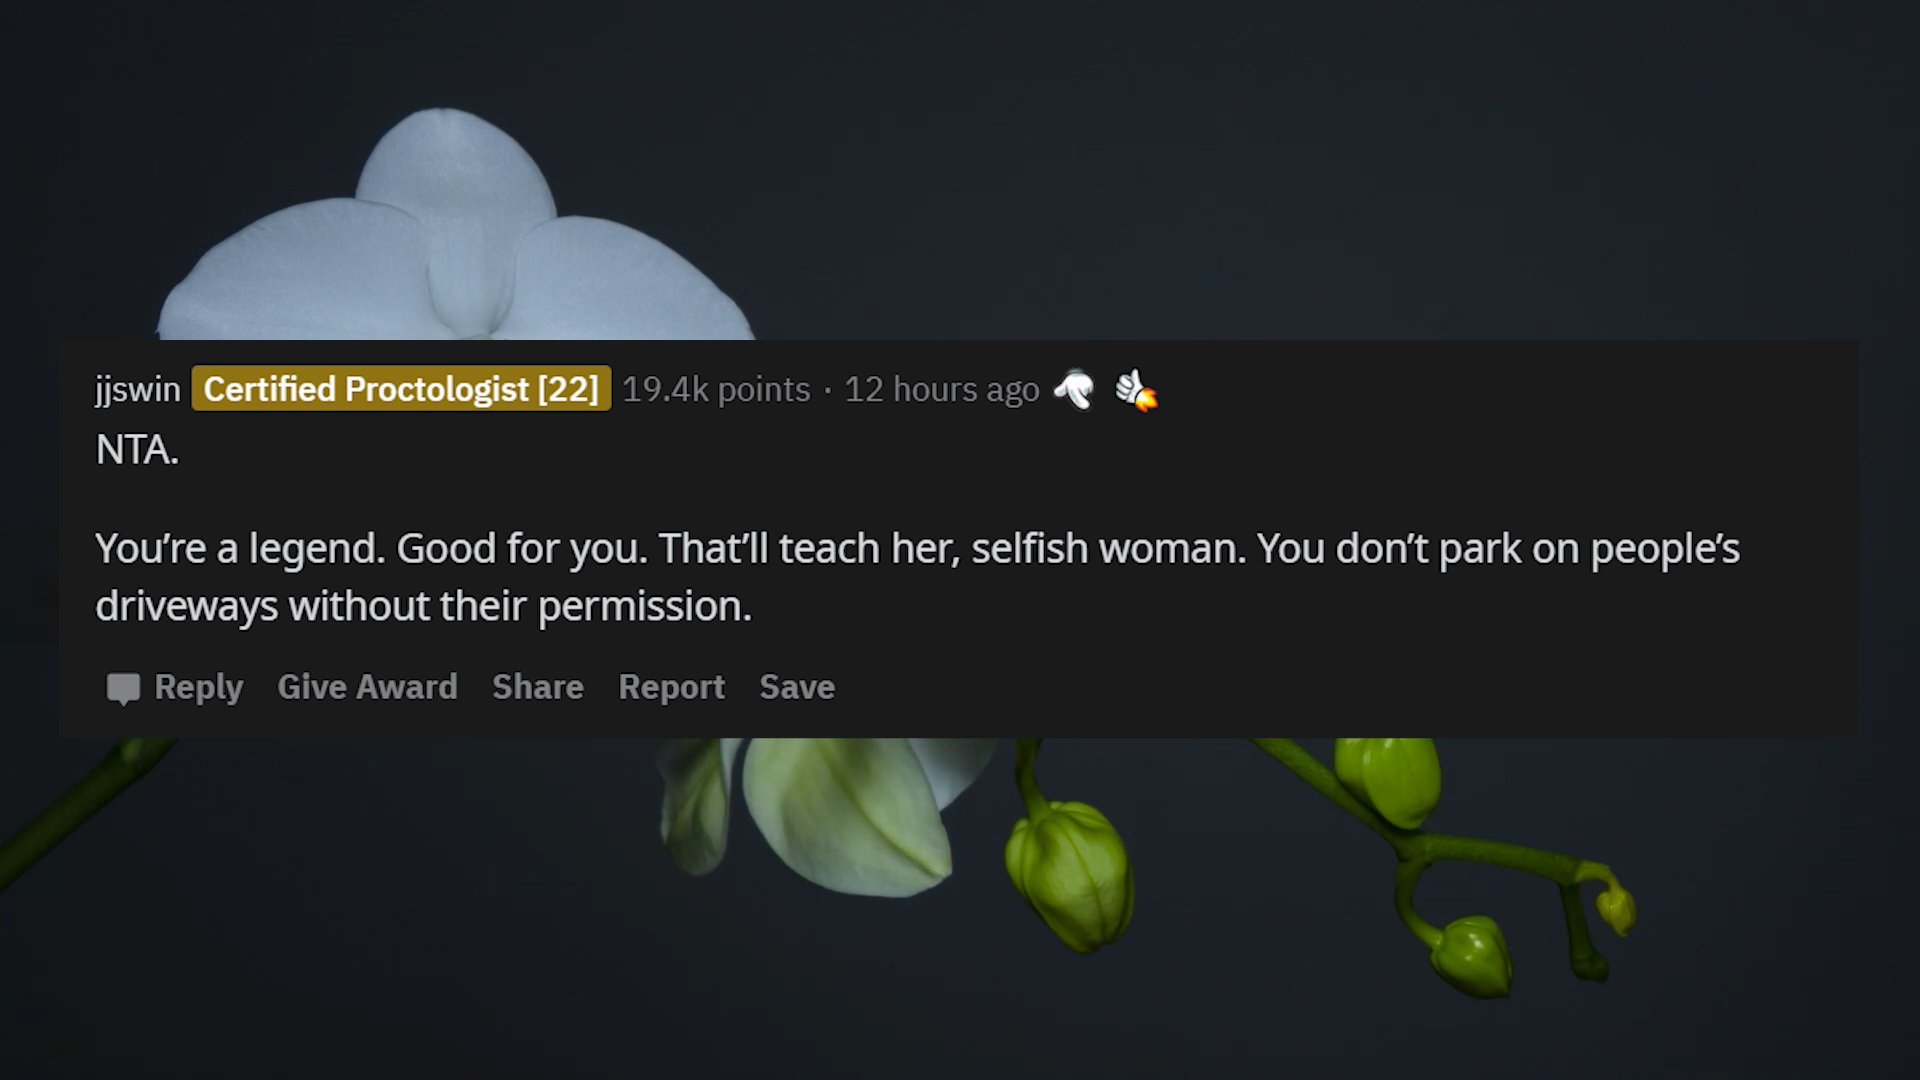 jjswin Certified Proctologist [22] 19.4k points · 12 hours ago
NTA.
You’re a legend. Good for you. That’ll teach her, selfish woman. You don’t park on people’s
driveways without their permission.
Reply Give Award Share Report Save